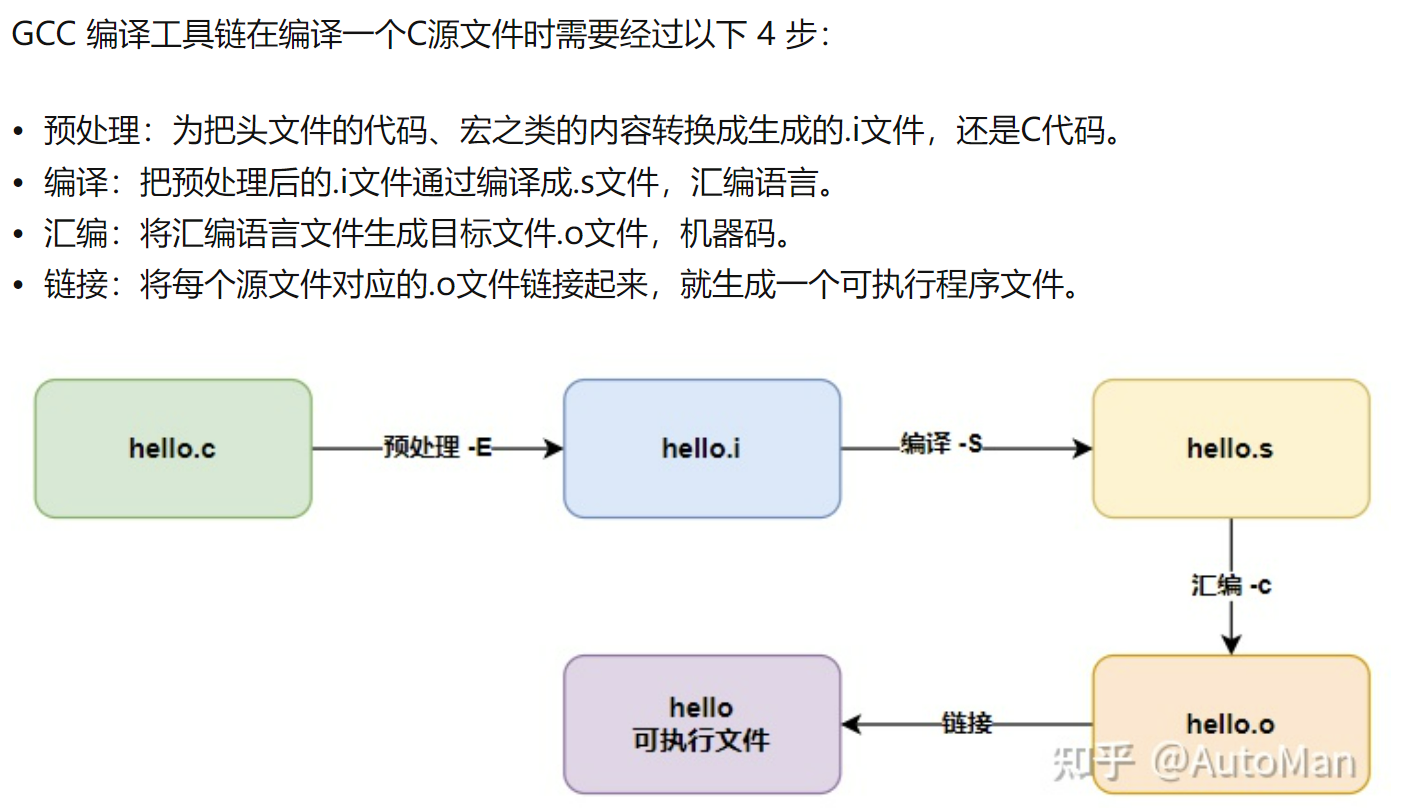 GCC 编译工具链在编译一个C源文件时需要经过以下 4 步：
• 预处理：为把头文件的代码、宏之类的内容转换成生成的.i文件，还是C代码。
• 编译：把预处理后的.i文件通过编译成.s文件，汇编语言。
• 汇编：将汇编语言文件生成目标文件.o文件，机器码。
• 链接：将每个源文件对应的.o文件链接起来，就生成一个可执行程序文件。
hello.c
预处理 -E
hello.i
编译 -S
hello.s
汇编 -c
hello.o
链接
hello
可执行文件
知乎 @AutoMan